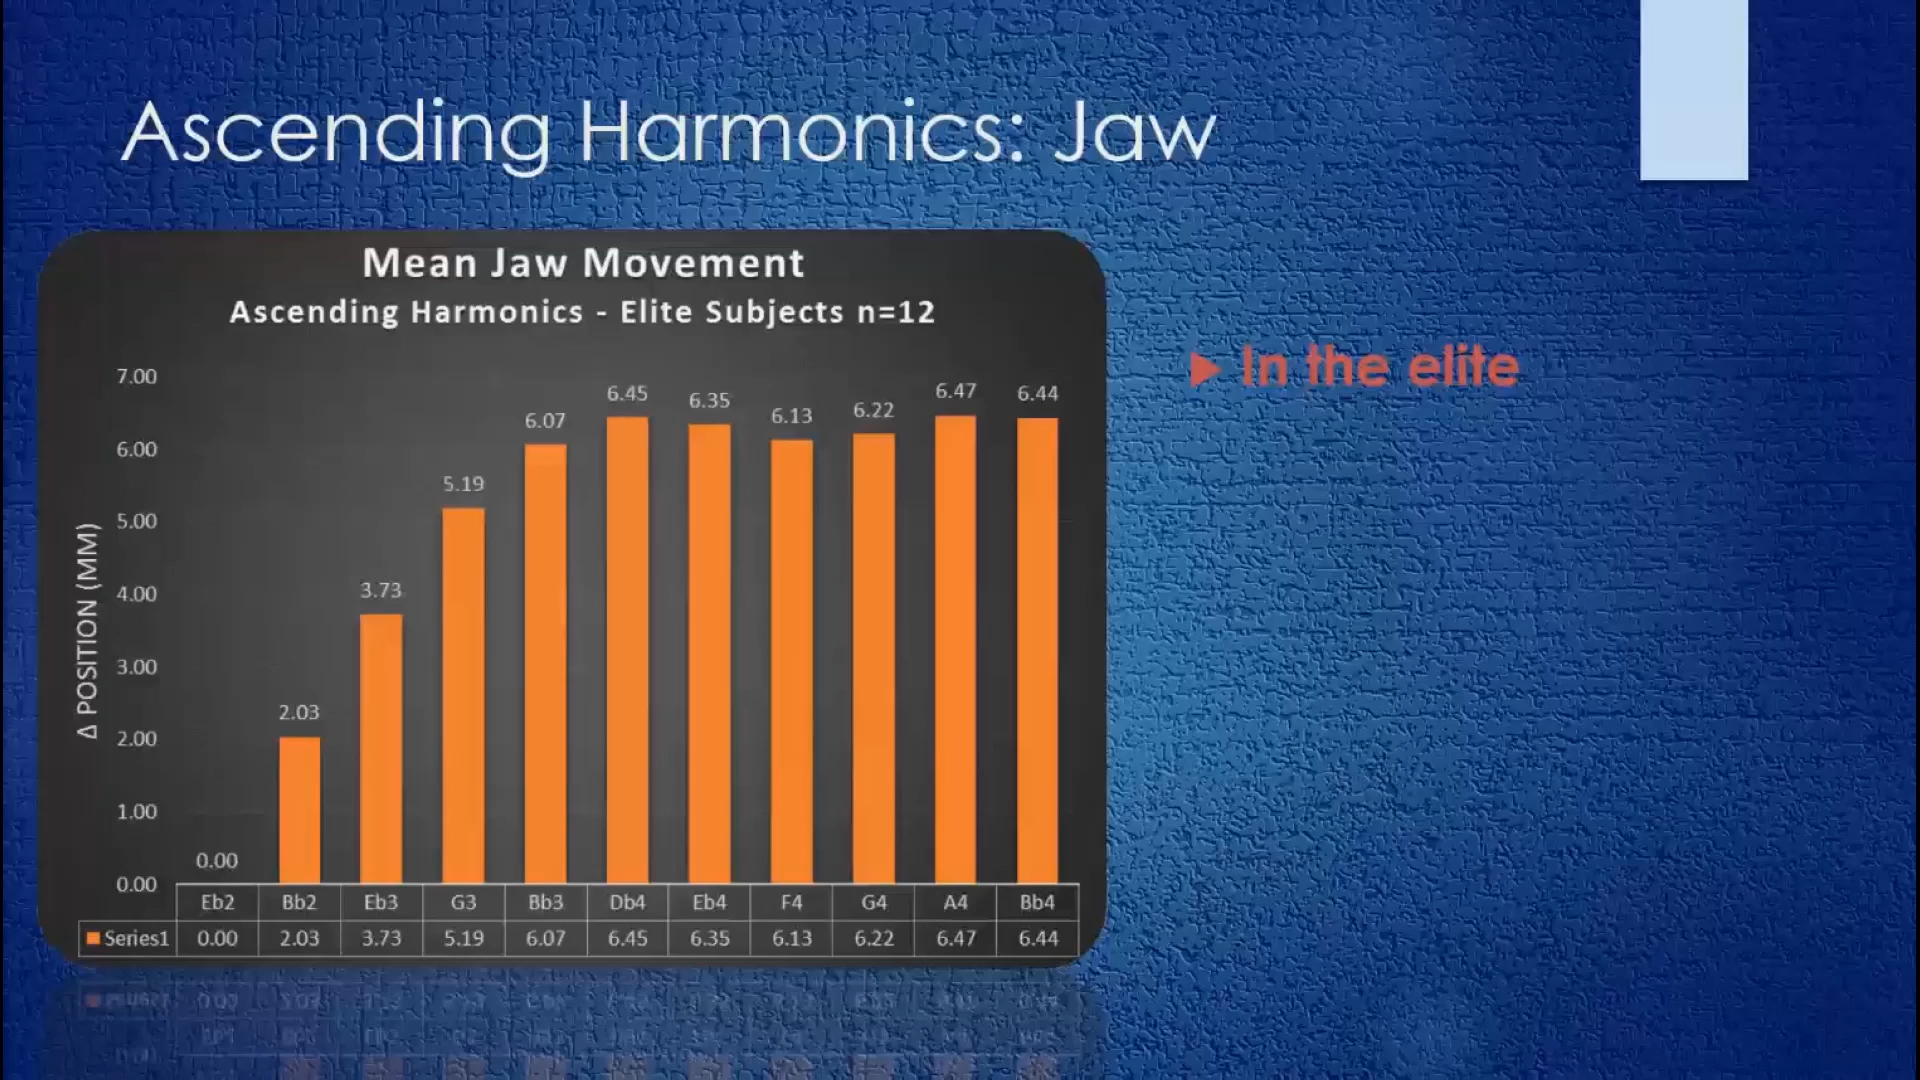 Ascending Harmonics: Jaw
Mean Jaw Movement
Ascending Harmonics - Elite Subjects n=12
▶ In the elite
Δ POSITION (MM)
7.00
6.00
5.00
4.00
3.00
2.00
1.00
0.00
0.00 2.03 3.73 5.19 6.07 6.45 6.35 6.13 6.22 6.47 6.44
Eb2 Bb2 Eb3 G3 Bb3 Db4 Eb4 F4 G4 A4 Bb4
Series1 0.00 2.03 3.73 5.19 6.07 6.45 6.35 6.13 6.22 6.47 6.44